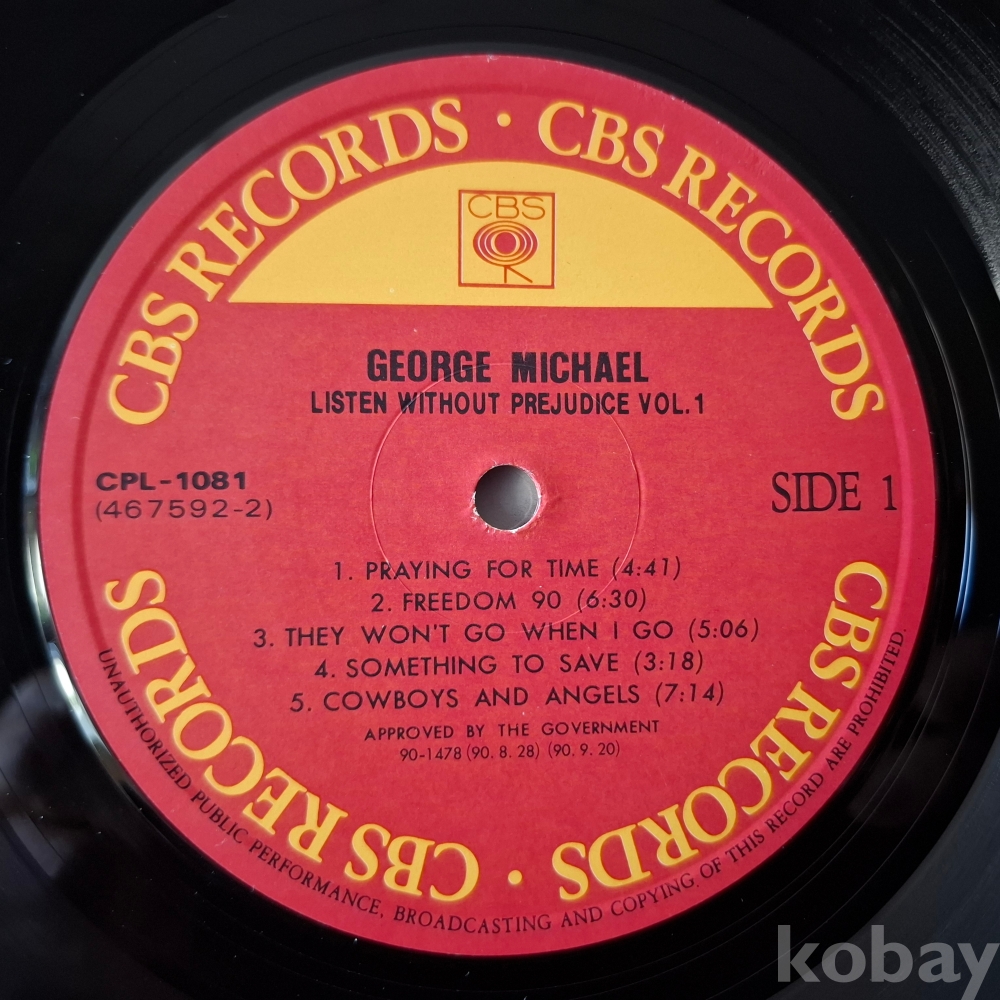 CBS RECORDS · CBS RECORDS
CBS
GEORGE MICHAEL
LISTEN WITHOUT PREJUDICE VOL.1
CPL-1081
(467592-2)
SIDE 1
1. PRAYING FOR TIME (4:41)
2. FREEDOM 90 (6:30)
3. THEY WON'T GO WHEN I GO (5:06)
4. SOMETHING TO SAVE (3:18)
5. COWBOYS AND ANGELS (7:14)
APPROVED BY THE GOVERNMENT
90-1478 (90. 8. 28) (90. 9. 20)
CBS RECORDS · CBS RECORDS
UNAUTHORIZED PUBLIC PERFORMANCE, BROADCASTING AND COPYING OF THIS RECORD ARE PROHIBITED.
kobay